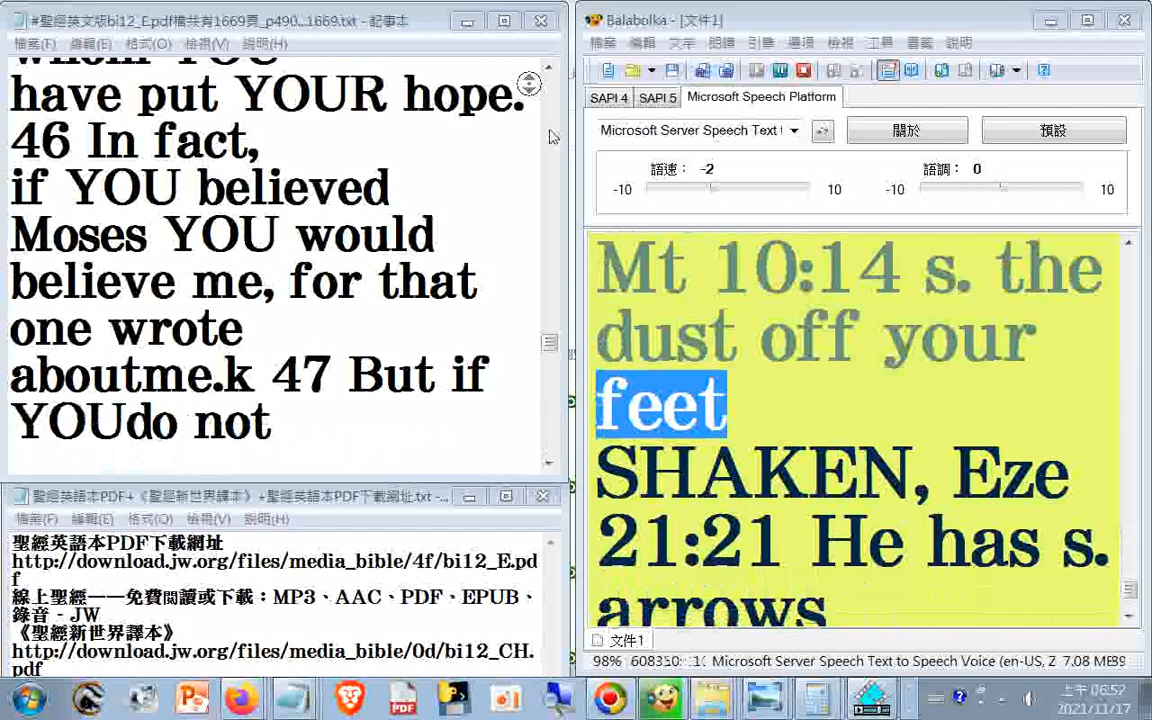 #聖經英文版bi12_E.pdf檔共有1669頁_p490...1669.txt - 記事本
檔案(F) 編輯(E) 格式(O) 檢視(V) 說明(H)
whom YOU
have put YOUR hope.
46 In fact,
if YOU believed
Moses YOU would
believe me, for that
one wrote
aboutme.k 47 But if
YOUdo not
聖經英語本PDF+《聖經新世界譯本》+聖經英語本PDF下載網址.txt - ...
檔案(F) 編輯(E) 格式(O) 檢視(V) 說明(H)
聖經英語本PDF下載網址
http://download.jw.org/files/media_bible/4f/bi12_E.pd
f
線上聖經——免費閱讀或下載：MP3、AAC、PDF、EPUB、
錄音 - JW
《聖經新世界譯本》
http://download.jw.org/files/media_bible/0d/bi12_CH.
pdf
Balabolka - [文件1]
檔案 編輯 文字 朗讀 引擎 選項 檢視 工具 書籤 說明
SAPI 4 SAPI 5 Microsoft Speech Platform
Microsoft Server Speech Text
關於 預設
語速： -2 語調： 0
-10 10 -10 10
Mt 10:14 s. the
dust off your
feet
SHAKEN, Eze
21:21 He has s.
arrows
文件1
98% Microsoft Server Speech Text to Speech Voice (en-US, Z 7.08 MB
PDF
上午 06:52
2021/11/17